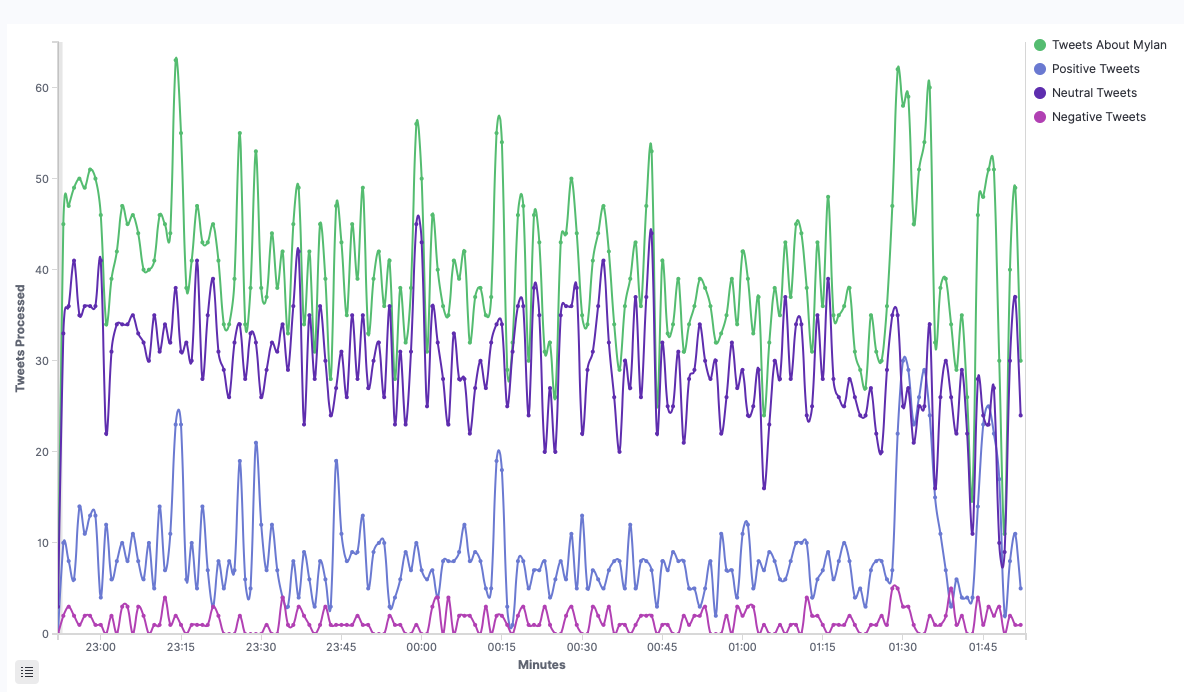 Tweets About Mylan
Positive Tweets
Neutral Tweets
Negative Tweets
Tweets Processed
60
50
40
30
20
10
0
23:00 23:15 23:30 23:45 00:00 00:15 00:30 00:45 01:00 01:15 01:30 01:45
Minutes